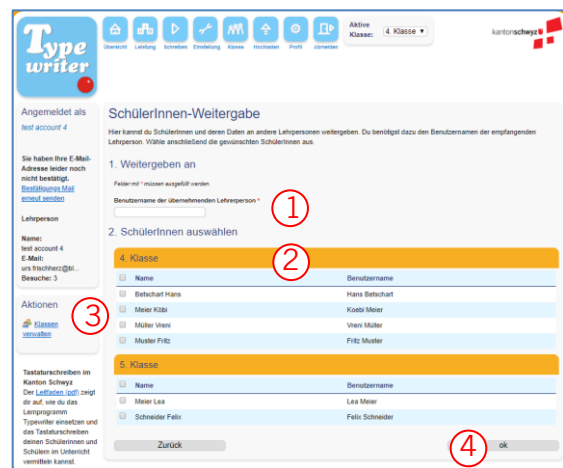 Type
writer
Übersicht
Leistung
Schreiben
Einstellung
Klasse
Hochladen
Profil
Abmelden
Aktive
Klasse:
4. Klasse
kantonschwyz
Angemeldet als
test account 4
Sie haben Ihre E-Mail-
Adresse leider noch
nicht bestätigt.
Bestätigungs Mail
erneut senden
Lehrperson
Name:
test account 4
E-Mail:
urs.frischherz@bl...
Besuche: 3
Aktionen
3
Klassen
verwalten
Tastaturschreiben im
Kanton Schwyz
Der Leitfaden (pdf) zeigt
dir auf, wie du das
Lernprogramm
Typewriter einsetzen und
das Tastaturschreiben
deinen Schülerinnen und
Schülern im Unterricht
vermitteln kannst.
SchülerInnen-Weitergabe
Hier kannst du SchülerInnen und deren Daten an andere Lehrpersonen weitergeben. Du benötigst dazu den Benutzernamen der empfangenden
Lehrperson. Wähle anschliessend die gewünschten SchülerInnen aus.
1. Weitergeben an
Felder mit * müssen ausgefüllt werden
Benutzername der übernehmenden Lehrerperson *
1
2. SchülerInnen auswählen
4. Klasse
2
Name Benutzername
Betschart Hans Hans Betschart
Meier Köbi Koebi Meier
Müller Vreni Vreni Müller
Muster Fritz Fritz Muster
5. Klasse
Name Benutzername
Meier Lea Lea Meier
Schneider Felix Felix Schneider
Zurück
4
ok